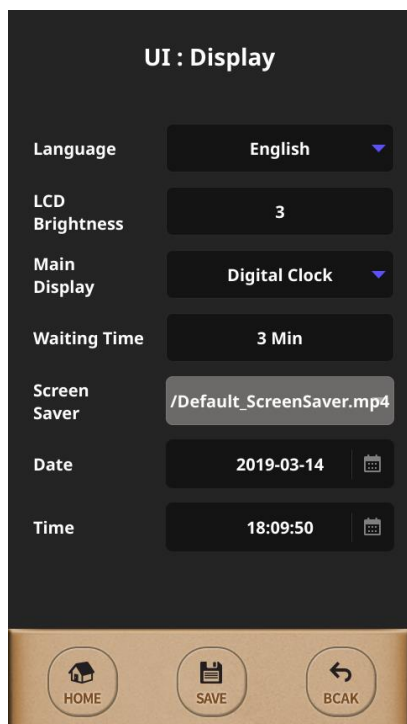 UI : Display
Language
English
LCD
Brightness
3
Main
Display
Digital Clock
Waiting Time
3 Min
Screen
Saver
/Default_ScreenSaver.mp4
Date
2019-03-14
Time
18:09:50
HOME
SAVE
BCAK